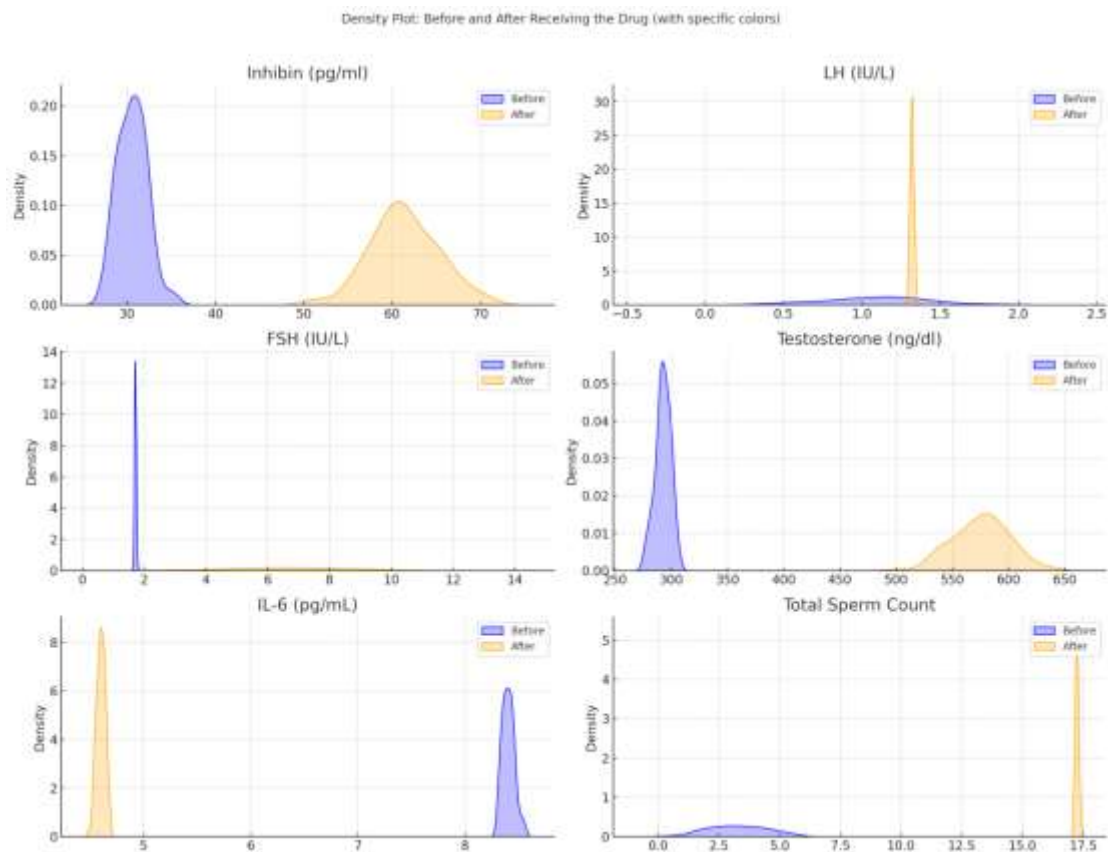 Density Plot: Before and After Receiving the Drug (with specific colors)
Inhibin (pg/ml)
Before
After
Density
0.20
0.15
0.10
0.05
0.00
30 40 50 60 70
LH (IU/L)
Before
After
Density
30
25
20
15
10
5
0
−0.5 0.0 0.5 1.0 1.5 2.0 2.5
FSH (IU/L)
Before
After
Density
14
12
10
8
6
4
2
0
0 2 4 6 8 10 12 14
Testosterone (ng/dl)
Before
After
Density
0.05
0.04
0.03
0.02
0.01
0.00
250 300 350 400 450 500 550 600 650
IL-6 (pg/mL)
Before
After
Density
8
6
4
2
0
5 6 7 8
Total Sperm Count
Before
After
Density
5
4
3
2
1
0
0.0 2.5 5.0 7.5 10.0 12.5 15.0 17.5